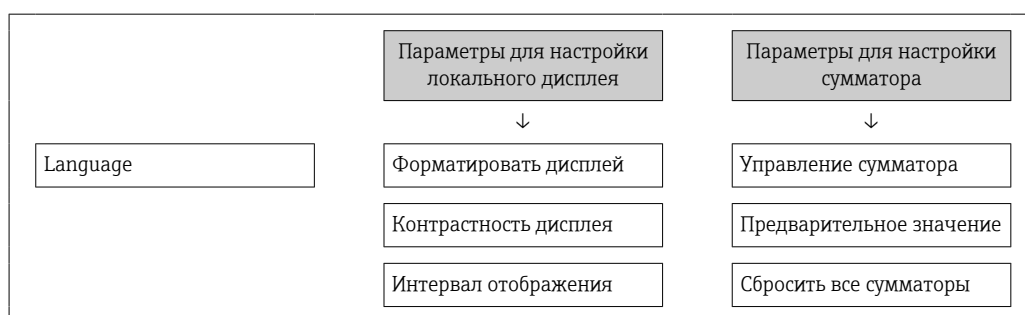 Параметры для настройки
локального дисплея
Параметры для настройки
сумматора
↓
↓
Language
Форматировать дисплей
Управление сумматора
Контрастность дисплея
Предварительное значение
Интервал отображения
Сбросить все сумматоры